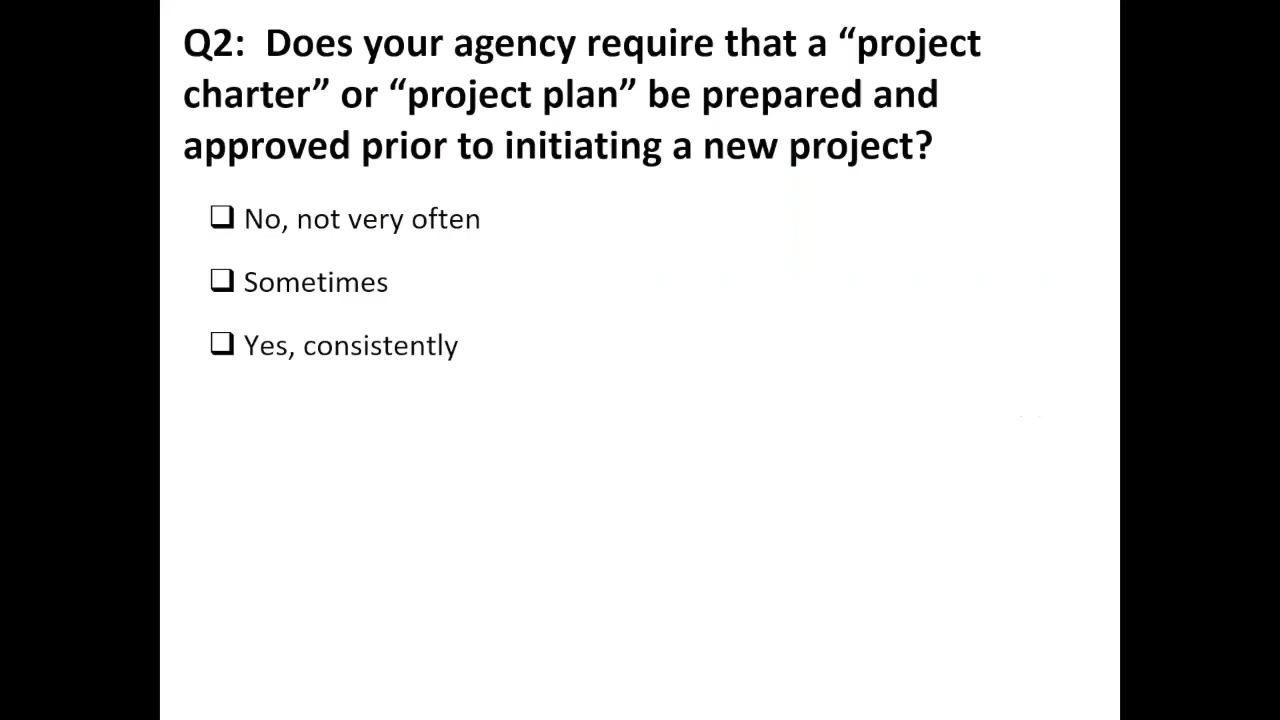 Q2:  Does your agency require that a “project
charter” or “project plan” be prepared and
approved prior to initiating a new project?
❑ No, not very often
❑ Sometimes
❑ Yes, consistently